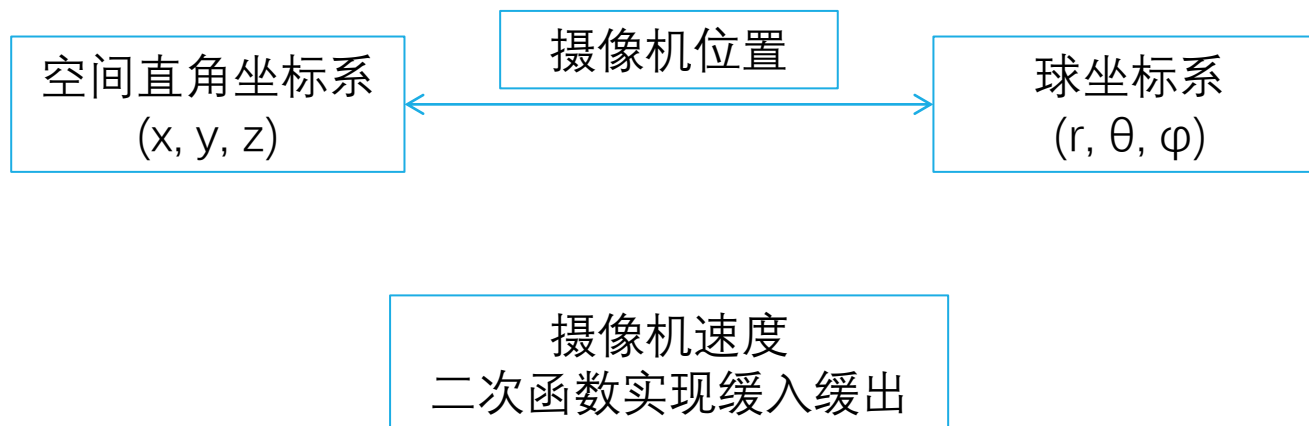 摄像机位置
空间直角坐标系
(x, y, z)
球坐标系
(r, θ, φ)
摄像机速度
二次函数实现缓入缓出